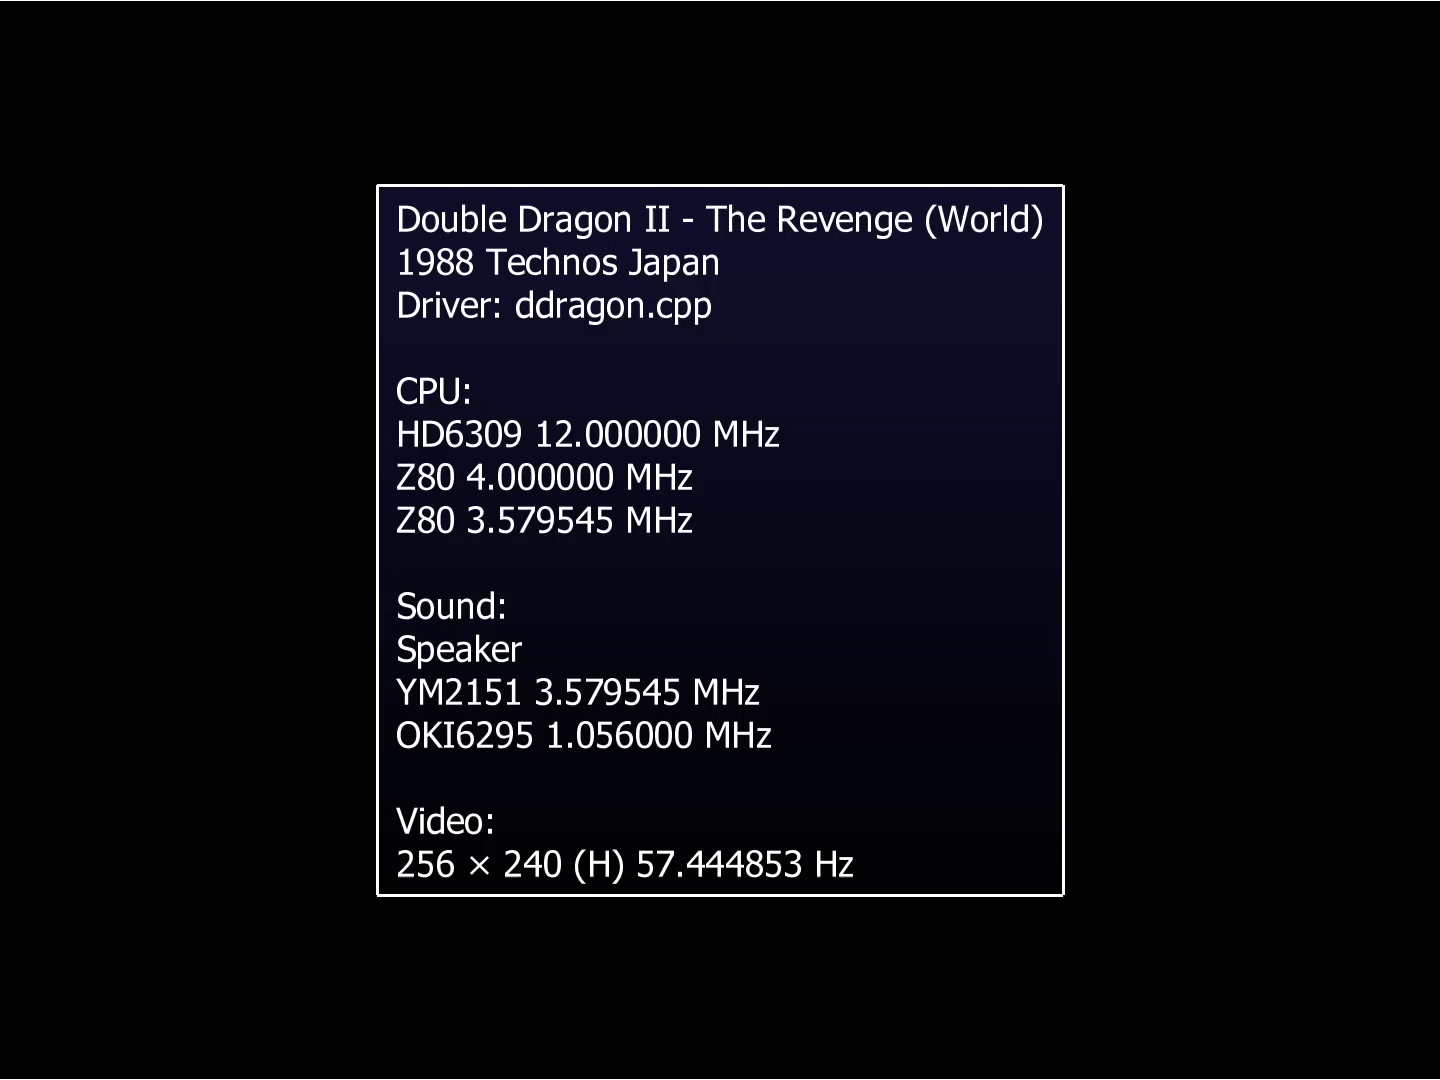 Double Dragon II - The Revenge (World)
1988 Technos Japan
Driver: ddragon.cpp
CPU:
HD6309 12.000000 MHz
Z80 4.000000 MHz
Z80 3.579545 MHz
Sound:
Speaker
YM2151 3.579545 MHz
OKI6295 1.056000 MHz
Video:
256 × 240 (H) 57.444853 Hz